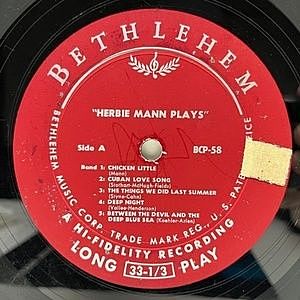 BETHLEHEM
"HERBIE MANN PLAYS"
Side A
BCP-58
Band 1: CHICKEN LITTLE
(Mann)
2: CUBAN LOVE SONG
(Stothart-McHugh-Fields)
3: THE THINGS WE DID LAST SUMMER
(Styne-Cahn)
4: DEEP NIGHT
(Vallee-Henderson)
5: BETWEEN THE DEVIL AND THE
DEEP BLUE SEA (Koehler-Arlen)
BETHLEHEM MUSIC CORP. TRADE MARK REG., U.S. PAT. OFFICE
A HI-FIDELITY RECORDING
LONG 33-1/3 PLAY